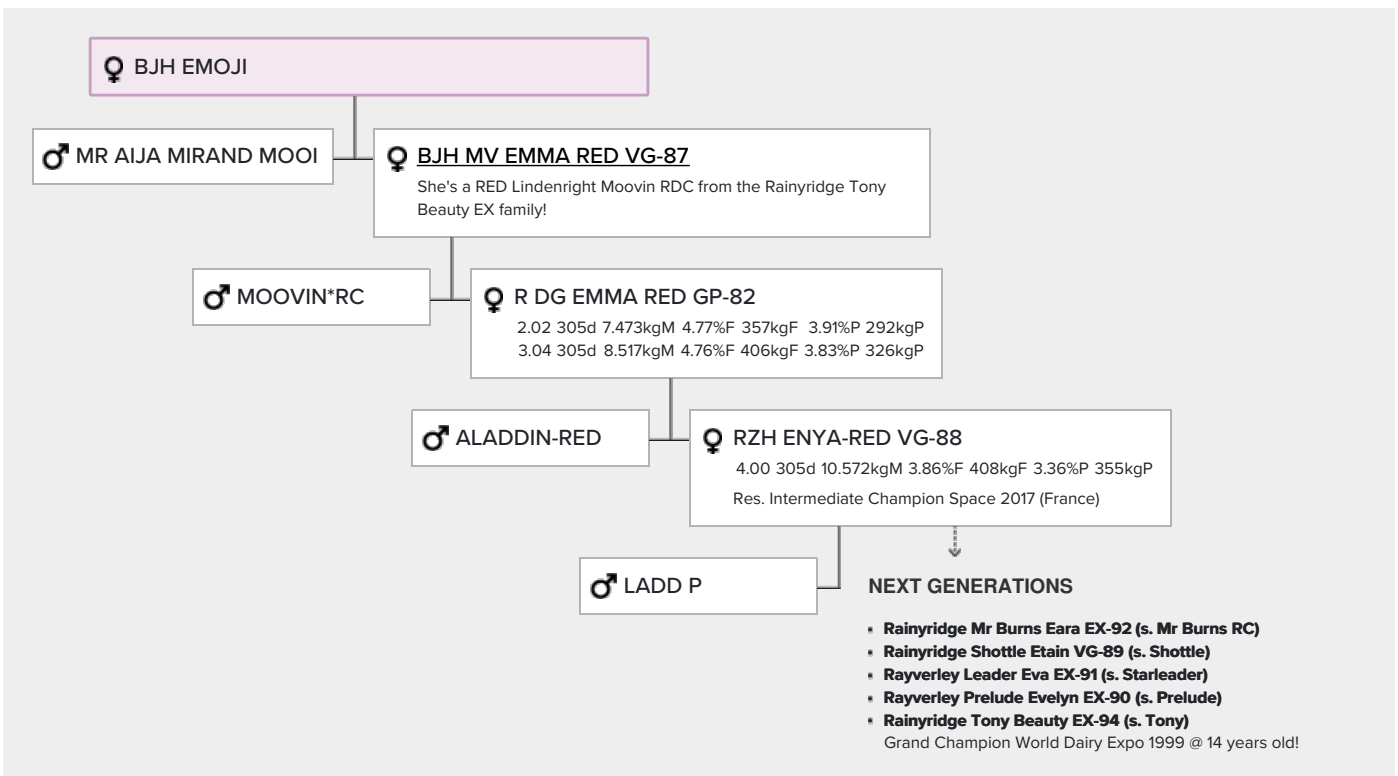 BJH EMOJI
MR AIJA MIRAND MOOI
BJH MV EMMA RED VG-87
She's a RED Lindenright Moovin RDC from the Rainyridge Tony
Beauty EX family!
MOOVIN*RC
R DG EMMA RED GP-82
2.02 305d 7.473kgM 4.77%F 357kgF 3.91%P 292kgP
3.04 305d 8.517kgM 4.76%F 406kgF 3.83%P 326kgP
ALADDIN-RED
RZH ENYA-RED VG-88
4.00 305d 10.572kgM 3.86%F 408kgF 3.36%P 355kgP
Res. Intermediate Champion Space 2017 (France)
LADD P
NEXT GENERATIONS
Rainyridge Mr Burns Eara EX-92 (s. Mr Burns RC)
Rainyridge Shottle Etain VG-89 (s. Shottle)
Rayverley Leader Eva EX-91 (s. Starleader)
Rayverley Prelude Evelyn EX-90 (s. Prelude)
Rainyridge Tony Beauty EX-94 (s. Tony)
Grand Champion World Dairy Expo 1999 @ 14 years old!